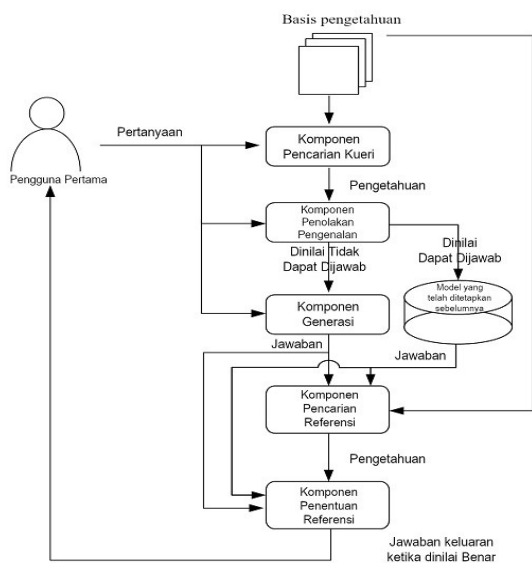 Basis pengetahuan
Pertanyaan
Komponen
Pencarian Kueri
Pengguna Pertama
Pengetahuan
Komponen
Penolakan
Pengenalan
Dinilai
Dapat Dijawab
Dinilai Tidak
Dapat Dijawab
Model yang
telah ditetapkan
sebelumnya
Komponen
Generasi
Jawaban
Jawaban
Komponen
Pencarian
Referensi
Pengetahuan
Komponen
Penentuan
Referensi
Jawaban keluaran
ketika dinilai Benar